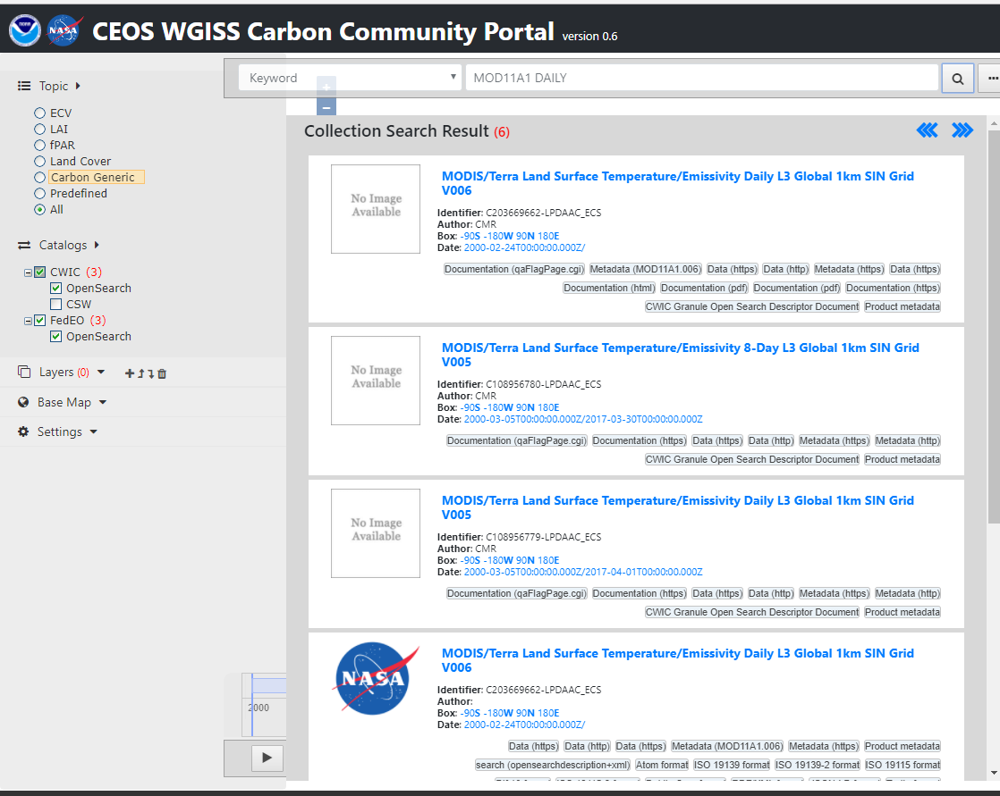 CEOS WGISS Carbon Community Portal version 0.6
Keyword
MOD11A1 DAILY
Topic
ECV
LAI
fPAR
Land Cover
Carbon Generic
Predefined
All
Catalogs
CWIC (3)
OpenSearch
CSW
FedEO (3)
OpenSearch
Layers (0)
Base Map
Settings
2000
Collection Search Result (6)
No Image
Available
MODIS/Terra Land Surface Temperature/Emissivity Daily L3 Global 1km SIN Grid
V006
Identifier: C203669662-LPDAAC_ECS
Author: CMR
Box: -90S -180W 90N 180E
Date: 2000-02-24T00:00:00.000Z/
Documentation (qaFlagPage.cgi) Metadata (MOD11A1.006) Data (https) Data (http) Metadata (https) Data (https)
Documentation (html) Documentation (pdf) Documentation (pdf) Documentation (https)
CWIC Granule Open Search Descriptor Document Product metadata
No Image
Available
MODIS/Terra Land Surface Temperature/Emissivity 8-Day L3 Global 1km SIN Grid
V005
Identifier: C108956780-LPDAAC_ECS
Author: CMR
Box: -90S -180W 90N 180E
Date: 2000-03-05T00:00:00.000Z/2017-03-30T00:00:00.000Z
Documentation (qaFlagPage.cgi) Documentation (https) Data (https) Data (http) Metadata (https) Metadata (http)
CWIC Granule Open Search Descriptor Document Product metadata
No Image
Available
MODIS/Terra Land Surface Temperature/Emissivity Daily L3 Global 1km SIN Grid
V005
Identifier: C108956779-LPDAAC_ECS
Author: CMR
Box: -90S -180W 90N 180E
Date: 2000-03-05T00:00:00.000Z/2017-04-01T00:00:00.000Z
Documentation (qaFlagPage.cgi) Documentation (https) Data (https) Data (http) Metadata (https) Metadata (http)
CWIC Granule Open Search Descriptor Document Product metadata
NASA
MODIS/Terra Land Surface Temperature/Emissivity Daily L3 Global 1km SIN Grid
V006
Identifier: C203669662-LPDAAC_ECS
Author:
Box: -90S -180W 90N 180E
Date: 2000-02-24T00:00:00.000Z/
Data (https) Data (http) Data (https) Metadata (MOD11A1.006) Metadata (https) Product metadata
search (opensearchdescription+xml) Atom format ISO 19139 format ISO 19139-2 format ISO 19115 format